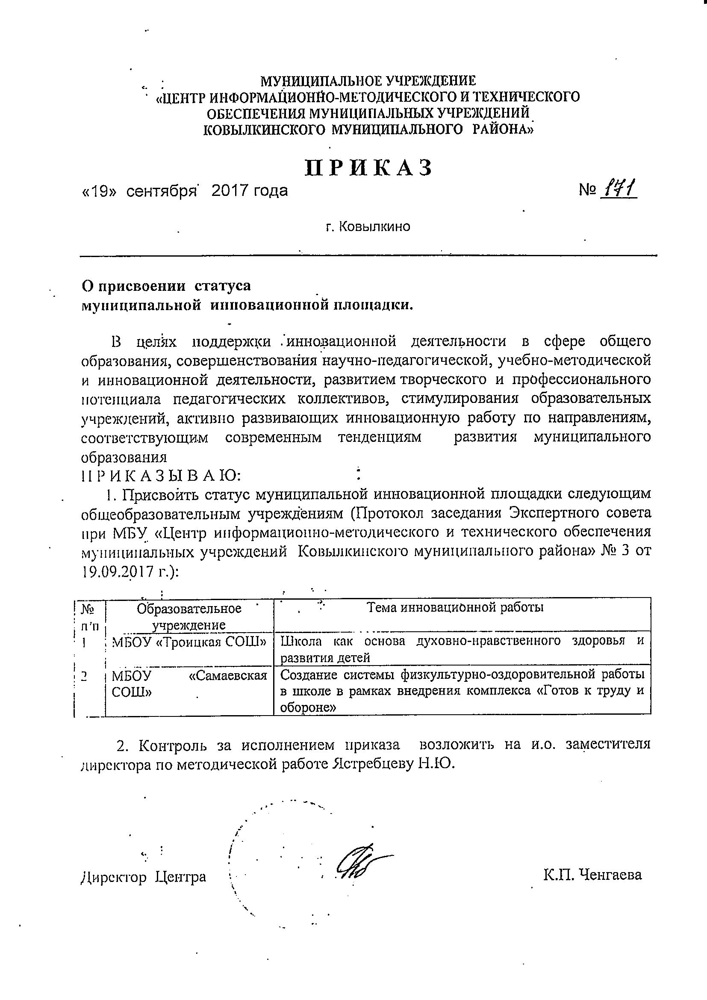 МУНИЦИПАЛЬНОЕ УЧРЕЖДЕНИЕ
«ЦЕНТР ИНФОРМАЦИОННО-МЕТОДИЧЕСКОГО И ТЕХНИЧЕСКОГО
ОБЕСПЕЧЕНИЯ МУНИЦИПАЛЬНЫХ УЧРЕЖДЕНИЙ
КОВЫЛКИНСКОГО МУНИЦИПАЛЬНОГО РАЙОНА»
П Р И К А З
«19» сентября 2017 года № 171
г. Ковылкино
О присвоении статуса
муниципальной инновационной площадки.
В целях поддержки инновационной деятельности в сфере общего
образования, совершенствования научно-педагогической, учебно-методической
и инновационной деятельности, развитием творческого и профессионального
потенциала педагогических коллективов, стимулирования образовательных
учреждений, активно развивающих инновационную работу по направлениям,
соответствующим современным тенденциям развития муниципального
образования
П Р И К А З Ы В А Ю:
1. Присвоить статус муниципальной инновационной площадки следующим
общеобразовательным учреждениям (Протокол заседания Экспертного совета
при МБУ «Центр информационно-методического и технического обеспечения
муниципальных учреждений Ковылкинского муниципального района» № 3 от
19.09.2017 г.):
№ Образовательное Тема инновационной работы
п/п учреждение
1 МБОУ «Троицкая СОШ» Школа как основа духовно-нравственного здоровья и
развития детей
2 МБОУ «Самаевская Создание системы физкультурно-оздоровительной работы
СОШ» в школе в рамках внедрения комплекса «Готов к труду и
обороне»
2. Контроль за исполнением приказа возложить на и.о. заместителя
директора по методической работе Ястребцеву Н.Ю.
Директор Центра К.П. Ченгаева